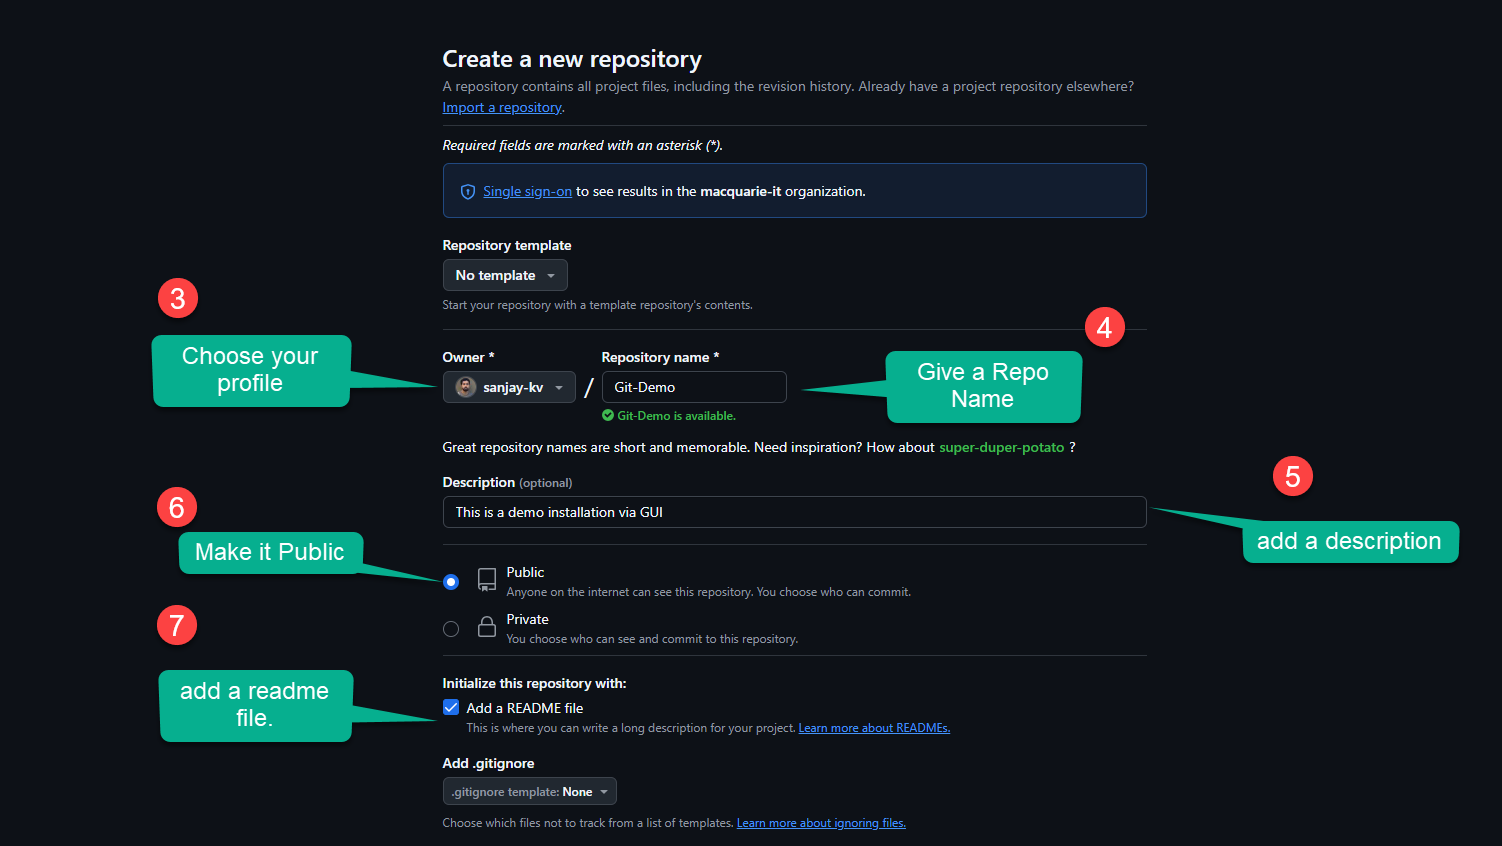 Create a new repository
A repository contains all project files, including the revision history. Already have a project repository elsewhere?
Import a repository.
Required fields are marked with an asterisk (*).
Single sign-on to see results in the macquarie-it organization.
Repository template
No template
Start your repository with a template repository's contents.
3
Choose your
profile
Owner *
sanjay-kv
/
Repository name *
Git-Demo
Git-Demo is available.
4
Give a Repo
Name
Great repository names are short and memorable. Need inspiration? How about super-duper-potato ?
Description (optional)
This is a demo installation via GUI
5
add a description
6
Make it Public
Public
Anyone on the internet can see this repository. You choose who can commit.
Private
You choose who can see and commit to this repository.
7
add a readme
file.
Initialize this repository with:
Add a README file
This is where you can write a long description for your project. Learn more about READMEs.
Add .gitignore
.gitignore template: None
Choose which files not to track from a list of templates. Learn more about ignoring files.